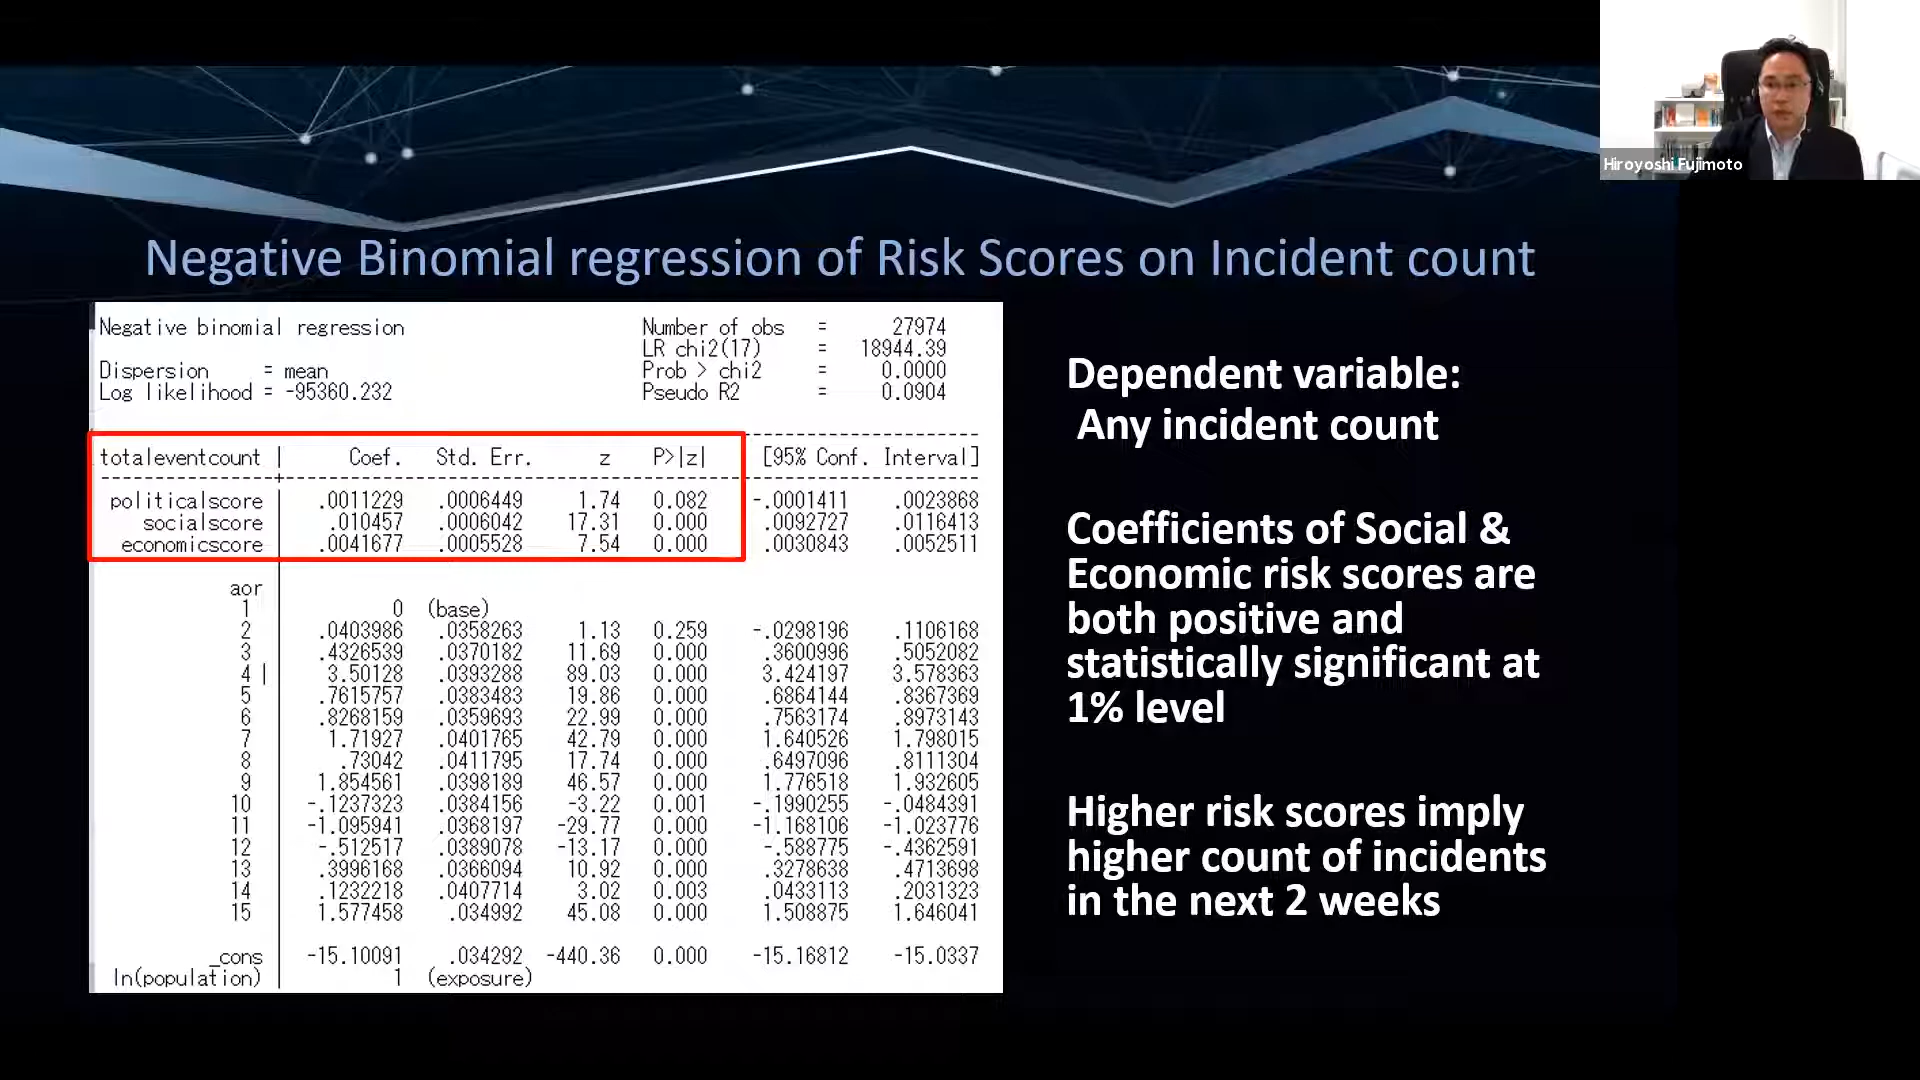 Hiroyoshi Fujimoto
Negative Binomial regression of Risk Scores on Incident count
Negative binomial regression Number of obs = 27974
LR chi2(17) = 18944.39
Dispersion = mean Prob > chi2 = 0.0000
Log likelihood = -95360.232 Pseudo R2 = 0.0904
totaleventcount | Coef. Std. Err. z P>|z| [95% Conf. Interval]
politicalscore | .0011229 .0006449 1.74 0.082 -.0001411 .0023868
socialscore | .010457 .0006042 17.31 0.000 .0092727 .0116413
economicscore | .0041677 .0005528 7.54 0.000 .0030843 .0052511
aor
1 | 0 (base)
2 | .0403986 .0358263 1.13 0.259 -.0298196 .1106168
3 | .4326539 .0370182 11.69 0.000 .3600996 .5052082
4 | 3.50128 .0393288 89.03 0.000 3.424197 3.578363
5 | .7615757 .0383483 19.86 0.000 .6864144 .8367369
6 | .8268159 .0359693 22.99 0.000 .7563174 .8973143
7 | 1.71927 .0401765 42.79 0.000 1.640526 1.798015
8 | .73042 .0411795 17.74 0.000 .6497096 .8111304
9 | 1.854561 .0398189 46.57 0.000 1.776518 1.932605
10 | -.1237323 .0384156 -3.22 0.001 -.1990255 -.0484391
11 | -1.095941 .0368197 -29.77 0.000 -1.168106 -1.023776
12 | -.512517 .0389078 -13.17 0.000 -.588775 -.4362591
13 | .3996168 .0366094 10.92 0.000 .3278638 .4713698
14 | .1232218 .0407714 3.02 0.003 .0433113 .2031323
15 | 1.577458 .034992 45.08 0.000 1.508875 1.646041
_cons | -15.10091 .034292 -440.36 0.000 -15.16812 -15.0337
ln(population) | 1 (exposure)
Dependent variable:
Any incident count
Coefficients of Social &
Economic risk scores are
both positive and
statistically significant at
1% level
Higher risk scores imply
higher count of incidents
in the next 2 weeks